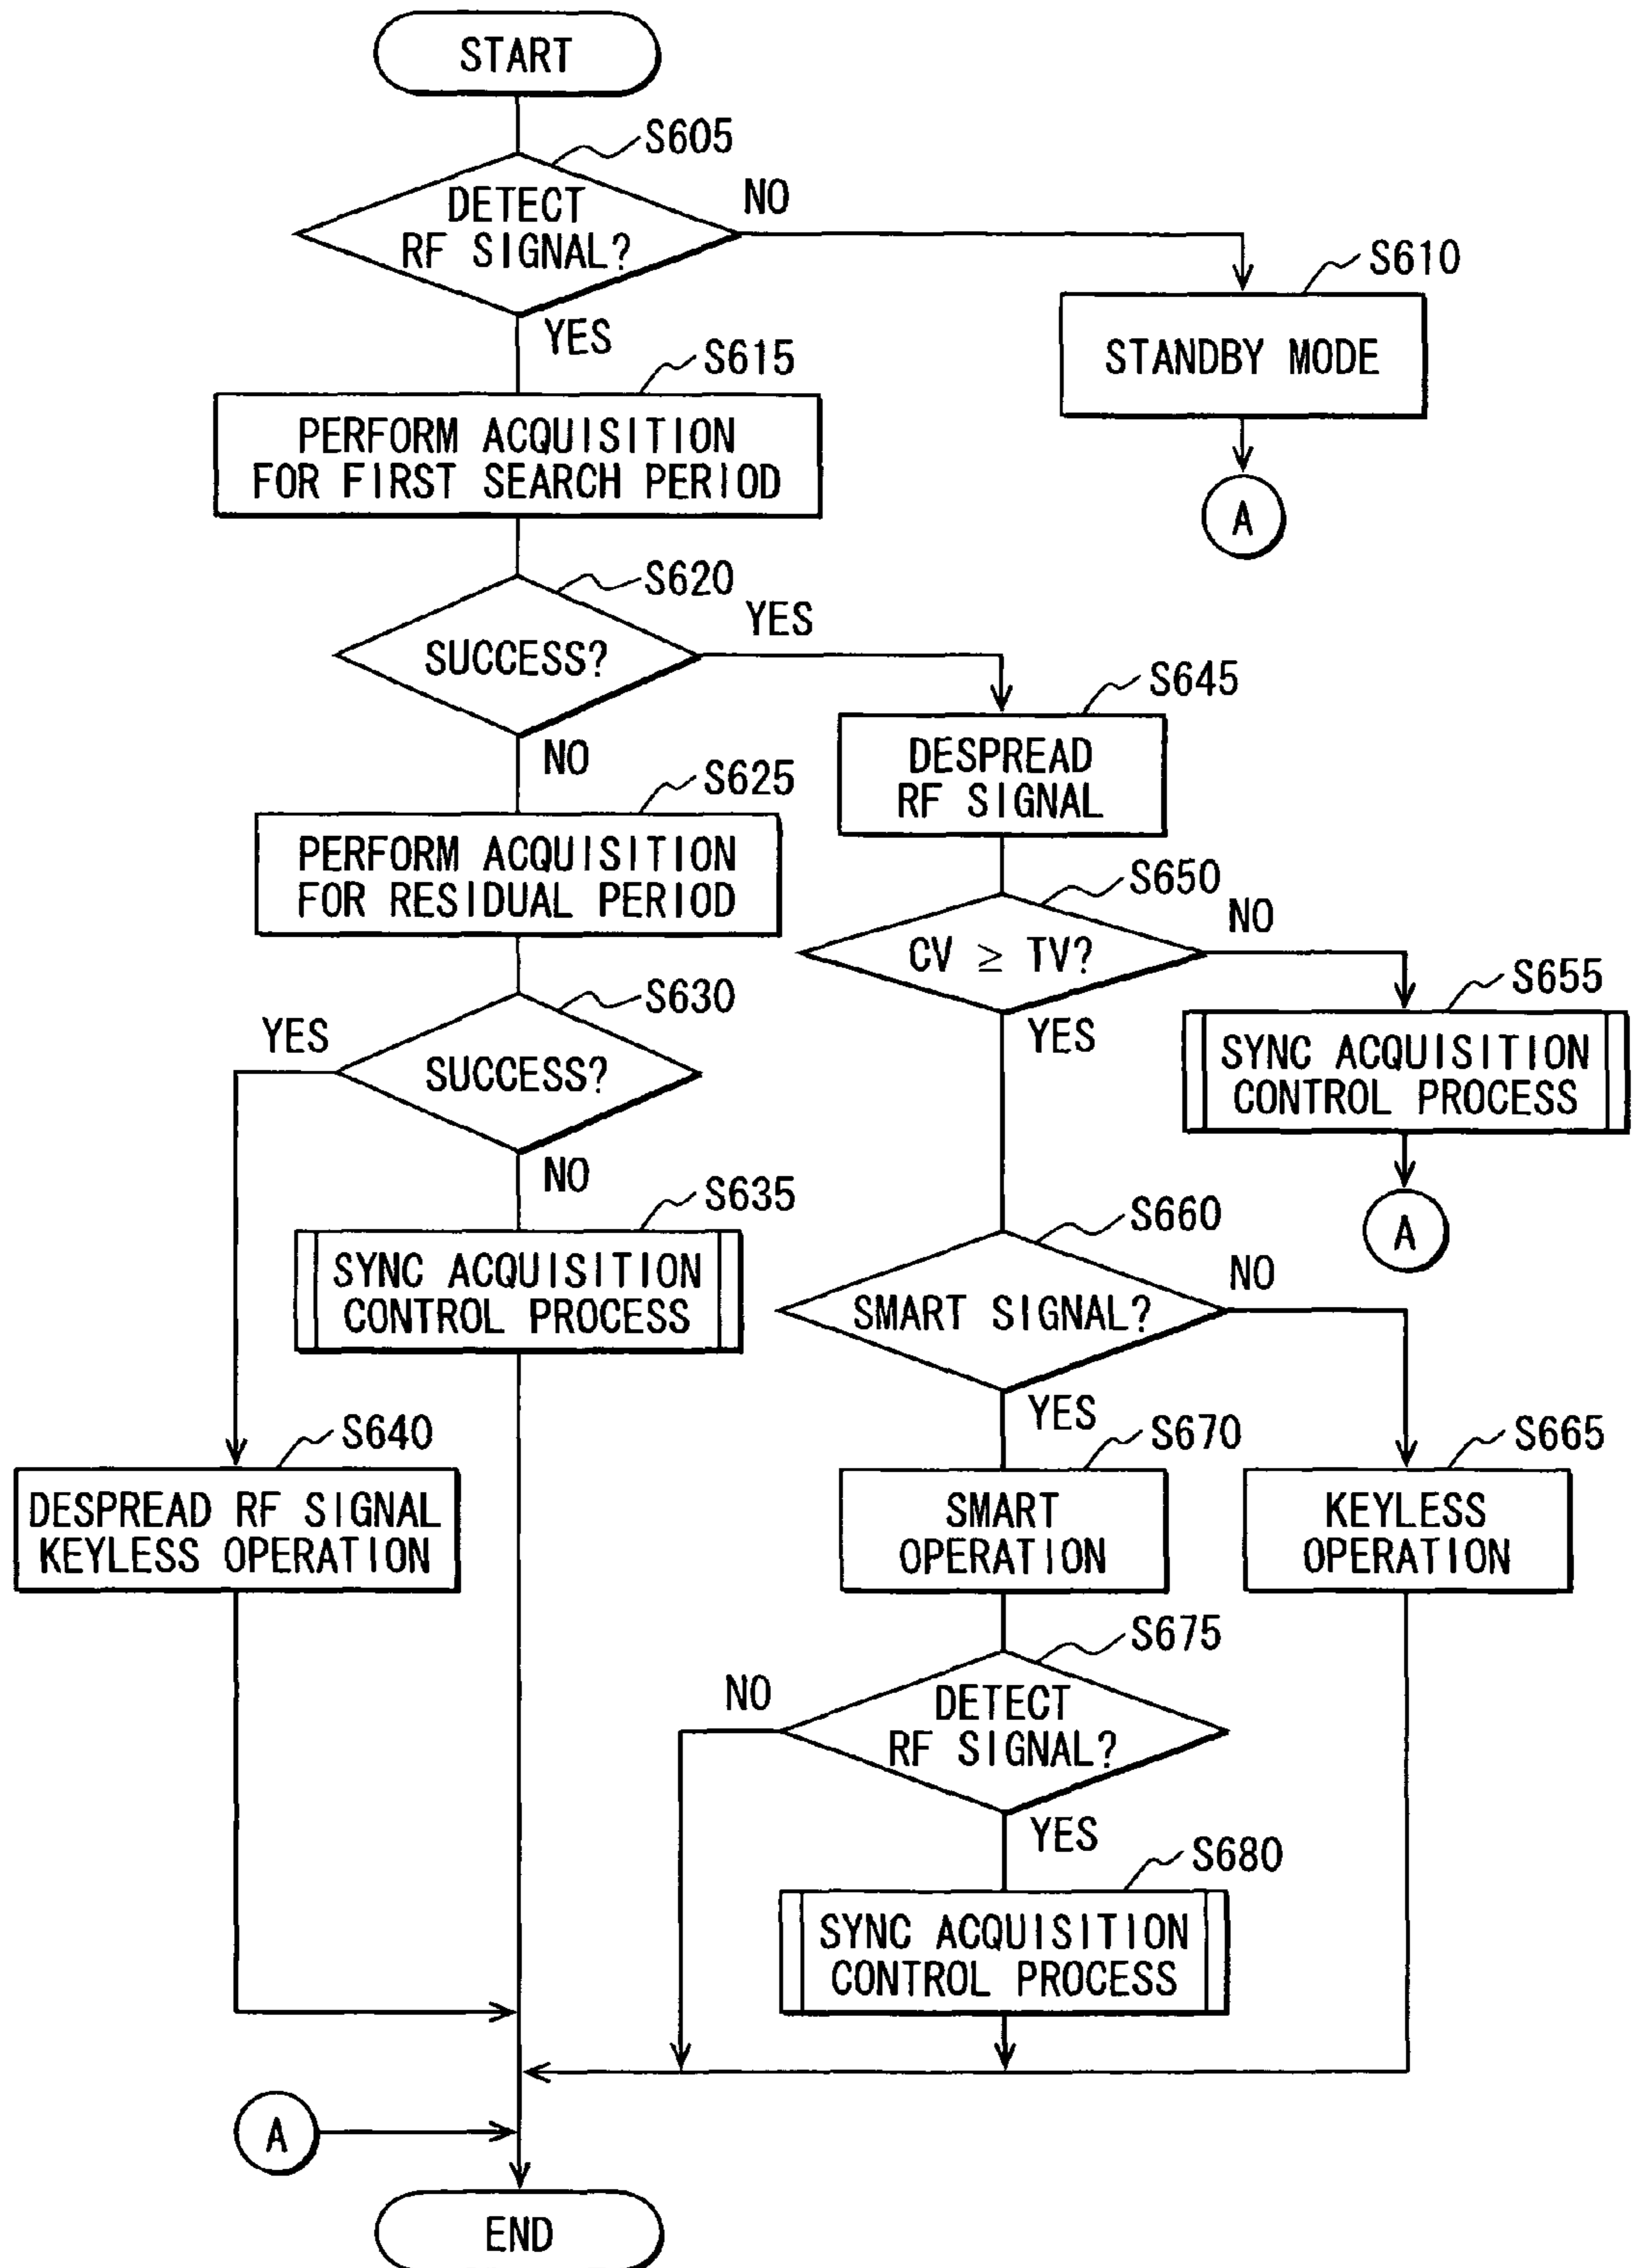 START
S605
DETECT
RF SIGNAL?
NO
YES
S610
STANDBY MODE
A
S615
PERFORM ACQUISITION
FOR FIRST SEARCH PERIOD
S620
SUCCESS?
YES
NO
S645
DESPREAD
RF SIGNAL
S625
PERFORM ACQUISITION
FOR RESIDUAL PERIOD
S650
CV ≥ TV?
NO
YES
S655
SYNC ACQUISITION
CONTROL PROCESS
A
S630
SUCCESS?
YES
NO
S635
SYNC ACQUISITION
CONTROL PROCESS
S640
DESPREAD RF SIGNAL
KEYLESS OPERATION
S660
SMART SIGNAL?
NO
YES
S670
SMART
OPERATION
S665
KEYLESS
OPERATION
S675
DETECT
RF SIGNAL?
NO
YES
S680
SYNC ACQUISITION
CONTROL PROCESS
A
END